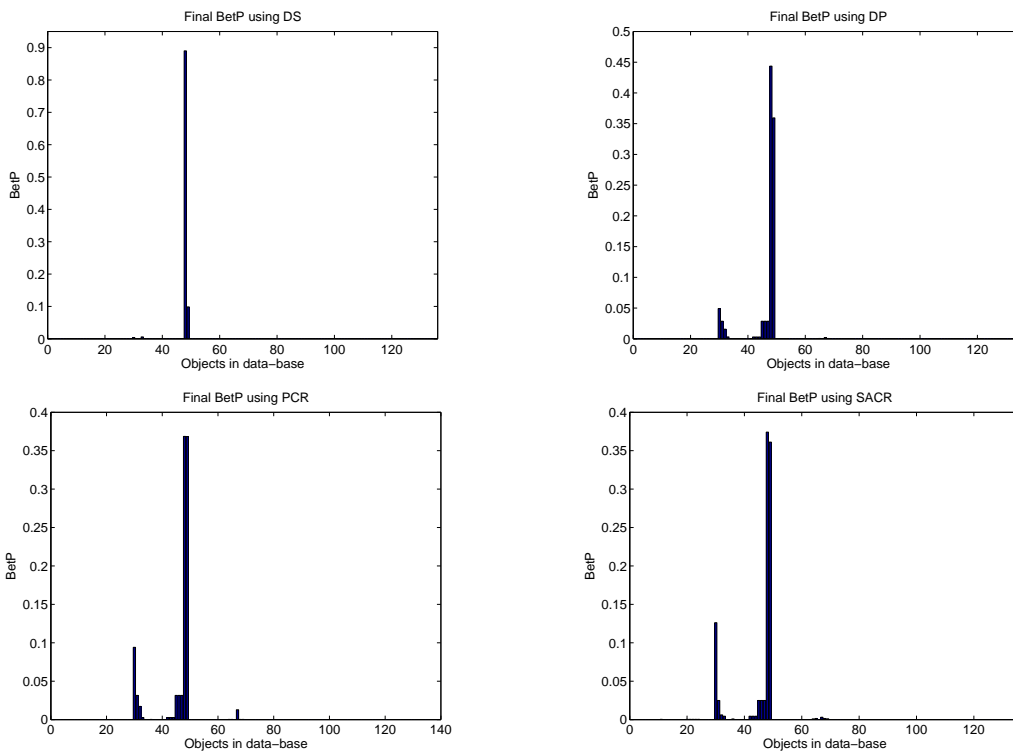 Final BetP using DS
0.9
0.8
0.7
0.6
0.5
0.4
0.3
0.2
0.1
0
BetP
0 20 40 60 80 100 120
Objects in data−base
Final BetP using DP
0.5
0.45
0.4
0.35
0.3
0.25
0.2
0.15
0.1
0.05
0
BetP
0 20 40 60 80 100 120
Objects in data−base
Final BetP using PCR
0.4
0.35
0.3
0.25
0.2
0.15
0.1
0.05
0
BetP
0 20 40 60 80 100 120 140
Objects in data−base
Final BetP using SACR
0.4
0.35
0.3
0.25
0.2
0.15
0.1
0.05
0
BetP
0 20 40 60 80 100 120
Objects in data−base